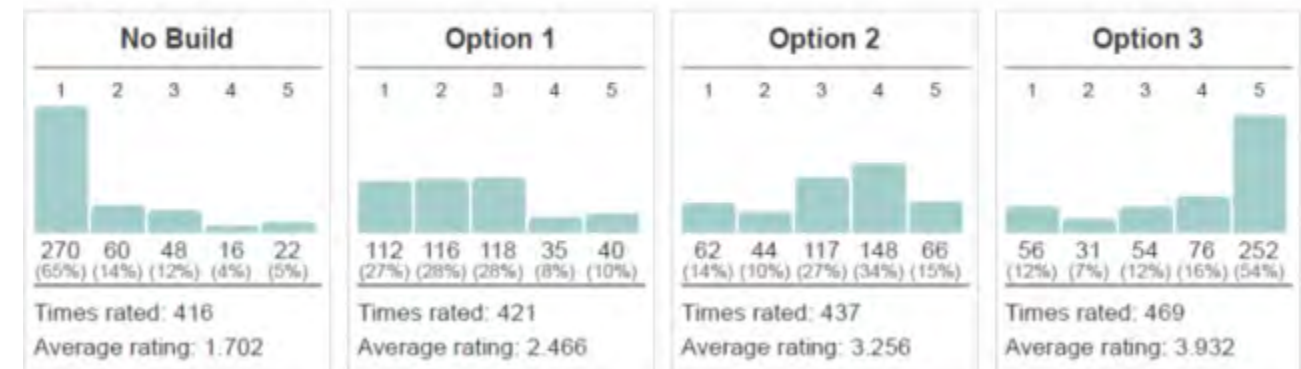 No Build
1 2 3 4 5
270 60 48 16 22
(65%) (14%) (12%) (4%) (5%)
Times rated: 416
Average rating: 1.702
Option 1
1 2 3 4 5
112 116 118 35 40
(27%) (28%) (28%) (8%) (10%)
Times rated: 421
Average rating: 2.466
Option 2
1 2 3 4 5
62 44 117 148 66
(14%) (10%) (27%) (34%) (15%)
Times rated: 437
Average rating: 3.256
Option 3
1 2 3 4 5
56 31 54 76 252
(12%) (7%) (12%) (16%) (54%)
Times rated: 469
Average rating: 3.932